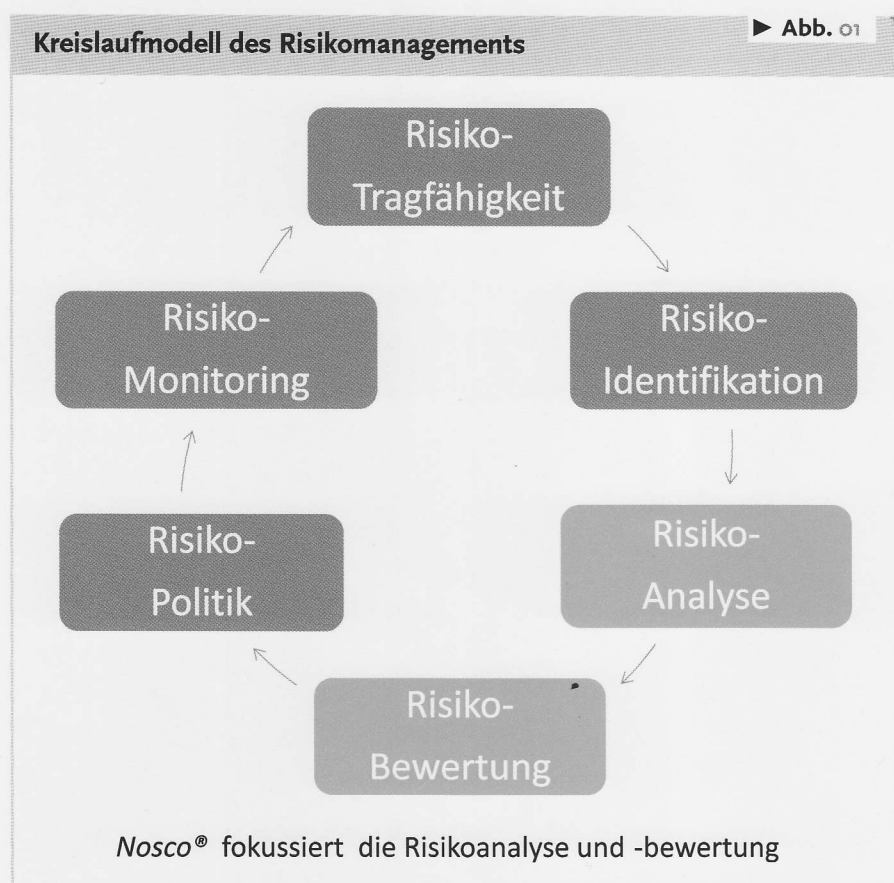 Kreislaufmodell des Risikomanagements
▶ Abb. 01
Risiko-
Tragfähigkeit
Risiko-
Identifikation
Risiko-
Analyse
Risiko-
Bewertung
Risiko-
Politik
Risiko-
Monitoring
Nosco® fokussiert die Risikoanalyse und -bewertung